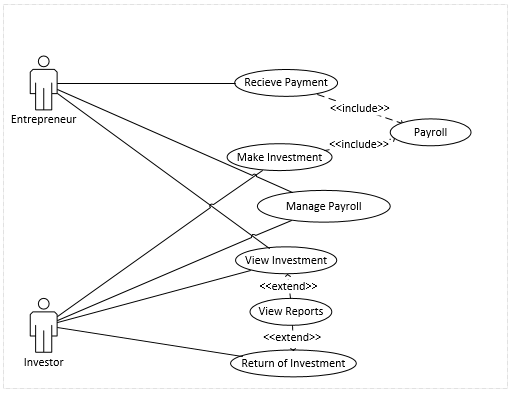 Recieve Payment
Entrepreneur
<<include>>
Payroll
<<include>>
Make Investment
Manage Payroll
View Investment
<<extend>>
View Reports
<<extend>>
Return of Investment
Investor